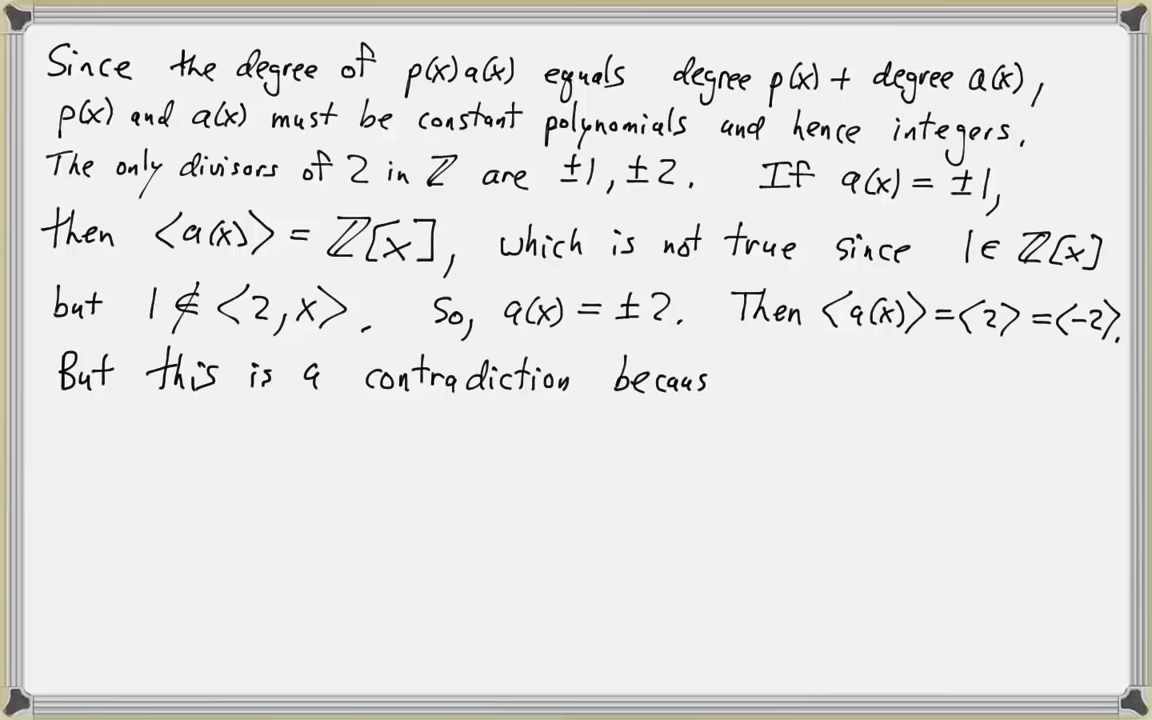 Since the degree of p(x)a(x) equals degree p(x) + degree a(x),
p(x) and a(x) must be constant polynomials and hence integers.
The only divisors of 2 in ℤ are ±1, ±2. If a(x) = ±1,
then ⟨a(x)⟩ = ℤ[x], which is not true since 1 ∈ ℤ[x]
but 1 ∉ ⟨2, x⟩. So, a(x) = ±2. Then ⟨a(x)⟩ = ⟨2⟩ = ⟨-2⟩.
But this is a contradiction becaus